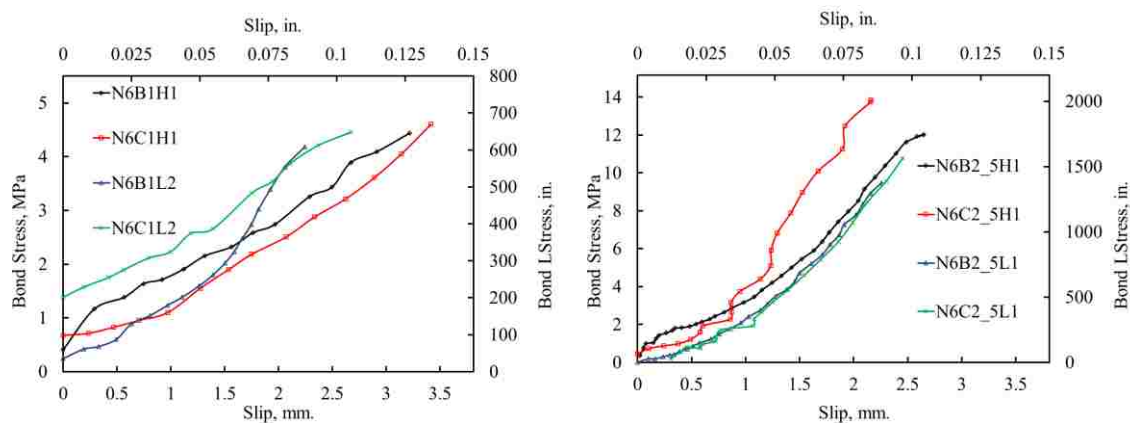 Slip, in.
0 0.025 0.05 0.075 0.1 0.125 0.15
Bond Stress, MPa
5
4
3
2
1
0
N6B1H1
N6C1H1
N6B1L2
N6C1L2
800
700
600
500
400
300
200
100
0
Bond LStress, in.
0 0.5 1 1.5 2 2.5 3 3.5
Slip, mm.
Slip, in.
0 0.025 0.05 0.075 0.1 0.125 0.15
Bond Stress, MPa
14
12
10
8
6
4
2
0
N6B2_5H1
N6C2_5H1
N6B2_5L1
N6C2_5L1
2000
1500
1000
500
0
Bond LStress, in.
0 0.5 1 1.5 2 2.5 3 3.5
Slip, mm.